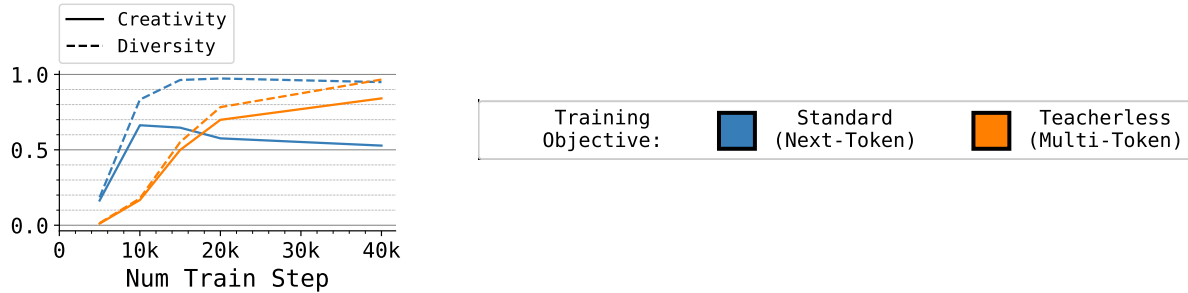 Creativity
Diversity
1.0
0.5
0.0
0 10k 20k 30k 40k
Num Train Step
Training Objective:
Standard (Next-Token)
Teacherless (Multi-Token)